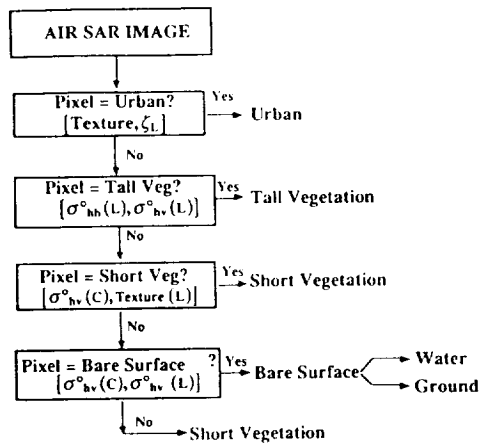 AIR SAR IMAGE
Pixel = Urban?
[Texture, ζL]
Yes
Urban
No
Pixel = Tall Veg?
[σ°hh(L), σ°hv(L)]
Yes
Tall Vegetation
No
Pixel = Short Veg?
[σ°hv(C), Texture(L)]
Yes
Short Vegetation
No
Pixel = Bare Surface ?
[σ°hv(C), σ°hv(L)]
Yes
Bare Surface
Water
Ground
No
Short Vegetation